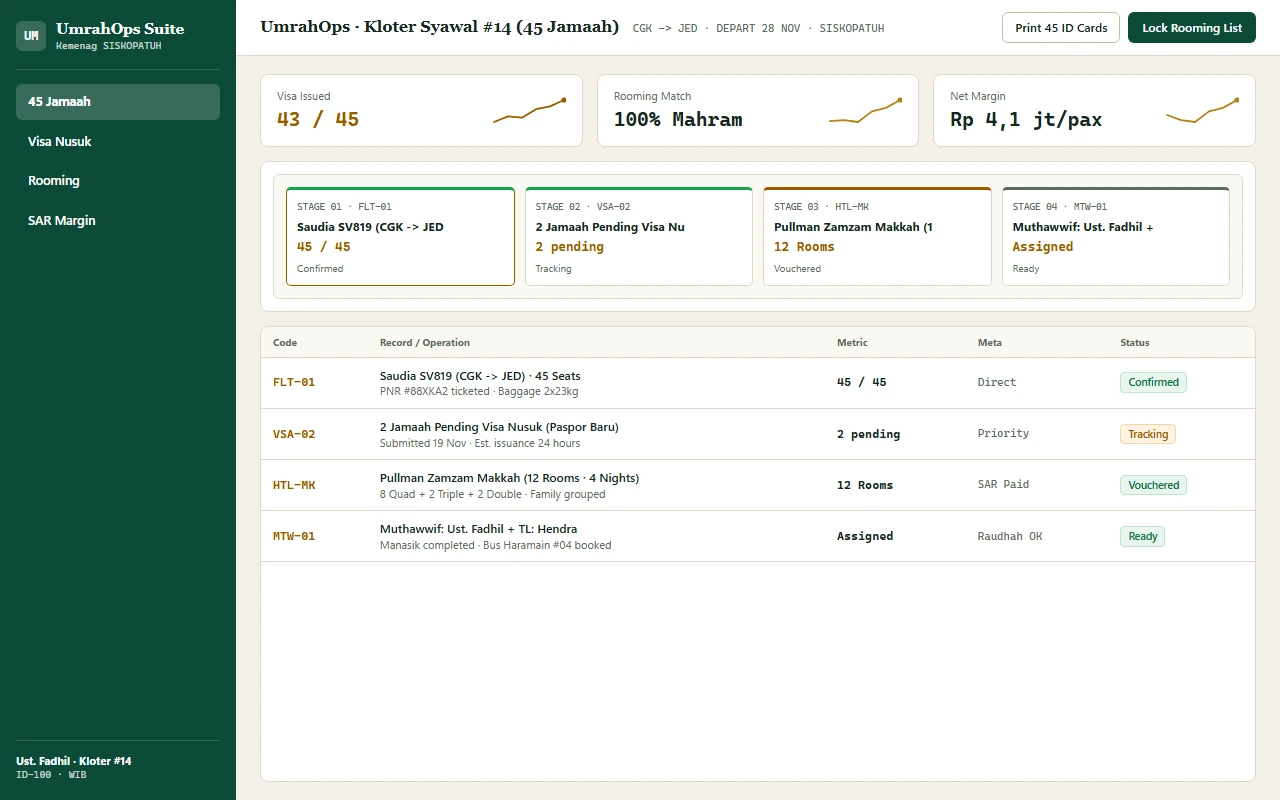 UM
UmrahOps Suite
Kemenag SISKOPATUH
45 Jamaah
Visa Nusuk
Rooming
SAR Margin
Ust. Fadhil · Kloter #14
ID-100 · WIB
UmrahOps · Kloter Syawal #14 (45 Jamaah)
CGK -> JED · DEPART 28 NOV · SISKOPATUH
Print 45 ID Cards
Lock Rooming List
Visa Issued
43 / 45
Rooming Match
100% Mahram
Net Margin
Rp 4,1 jt/pax
STAGE 01 · FLT-01
Saudia SV819 (CGK -> JED
45 / 45
Confirmed
STAGE 02 · VSA-02
2 Jamaah Pending Visa Nu
2 pending
Tracking
STAGE 03 · HTL-MK
Pullman Zamzam Makkah (1
12 Rooms
Vouchered
STAGE 04 · MTW-01
Muthawwif: Ust. Fadhil +
Assigned
Ready
Code Record / Operation Metric Meta Status
FLT-01 Saudia SV819 (CGK -> JED) · 45 Seats 45 / 45 Direct Confirmed
PNR #88XKA2 ticketed · Baggage 2x23kg
VSA-02 2 Jamaah Pending Visa Nusuk (Paspor Baru) 2 pending Priority Tracking
Submitted 19 Nov · Est. issuance 24 hours
HTL-MK Pullman Zamzam Makkah (12 Rooms · 4 Nights) 12 Rooms SAR Paid Vouchered
8 Quad + 2 Triple + 2 Double · Family grouped
MTW-01 Muthawwif: Ust. Fadhil + TL: Hendra Assigned Raudhah OK Ready
Manasik completed · Bus Haramain #04 booked